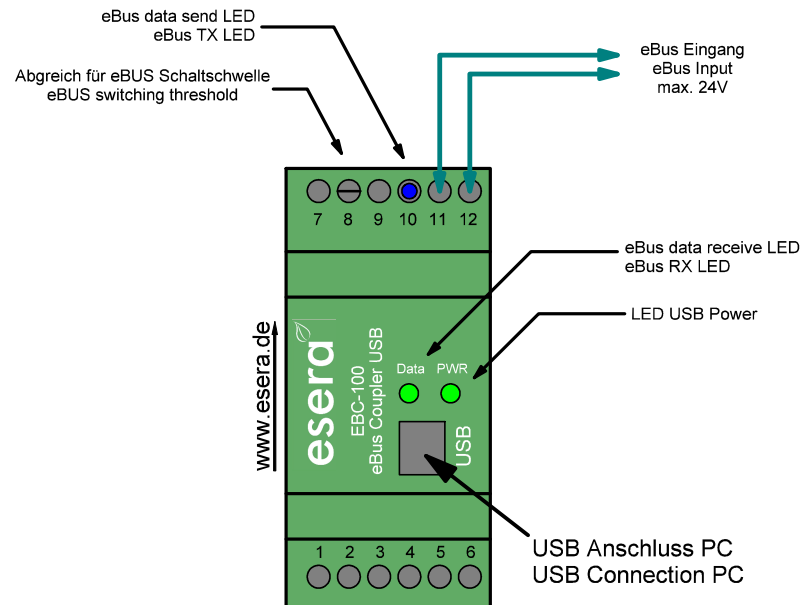 eBus data send LED
eBus TX LED
Abgreich für eBUS Schaltschwelle
eBUS switching threshold
eBus Eingang
eBus Input
max. 24V
7 8 9 10 11 12
eBus data receive LED
eBus RX LED
LED USB Power
www.esera.de
esera
EBC-100
eBus Coupler USB
Data PWR
USB
USB Anschluss PC
USB Connection PC
1 2 3 4 5 6